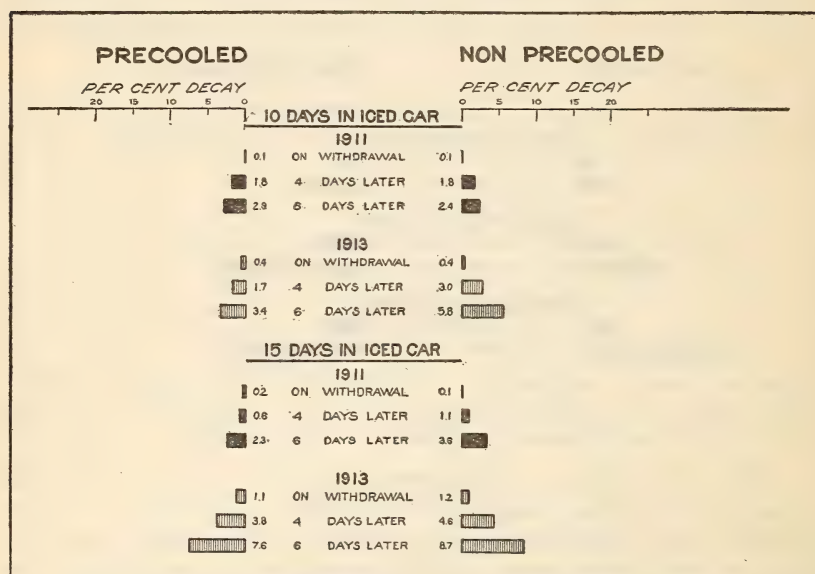 PRECOOLED NON PRECOOLED
PER CENT DECAY PER CENT DECAY
20 15 10 5 0 0 5 10 15 20
10 DAYS IN ICED CAR
1911
0.1 ON WITHDRAWAL 0.1
1.8 4 DAYS LATER 1.8
2.9 6 DAYS LATER 2.4
1913
0.4 ON WITHDRAWAL 0.4
1.7 4 DAYS LATER 3.0
3.4 6 DAYS LATER 5.8
15 DAYS IN ICED CAR
1911
0.2 ON WITHDRAWAL 0.1
0.8 4 DAYS LATER 1.1
2.3 6 DAYS LATER 3.6
1913
1.1 ON WITHDRAWAL 1.2
3.8 4 DAYS LATER 4.6
7.6 6 DAYS LATER 8.7